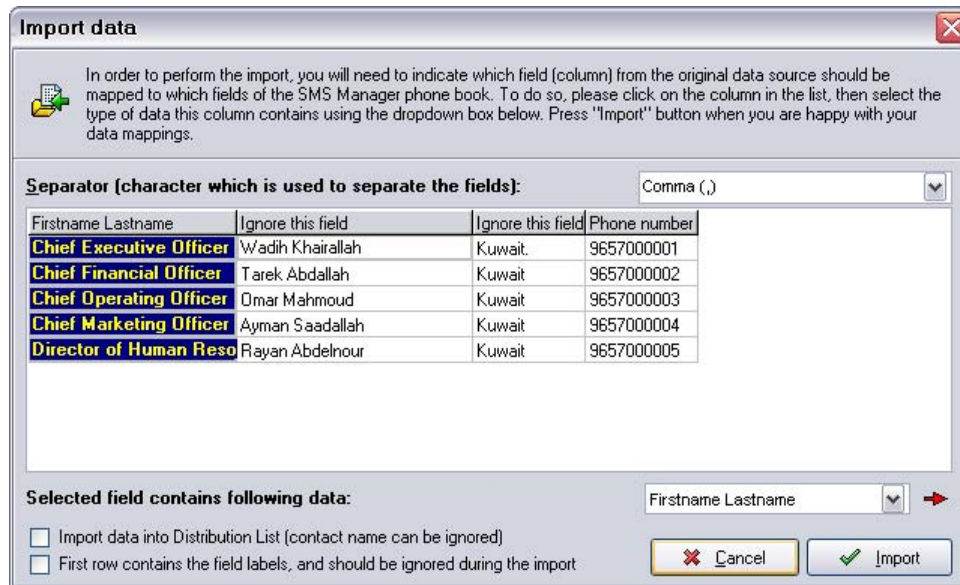 Import data
In order to perform the import, you will need to indicate which field (column) from the original data source should be
mapped to which fields of the SMS Manager phone book. To do so, please click on the column in the list, then select the
type of data this column contains using the dropdown box below. Press "Import" button when you are happy with your
data mappings.
Separator (character which is used to separate the fields): Comma (,)
Firstname Lastname Ignore this field Ignore this field Phone number
Chief Executive Officer Wadih Khairallah Kuwait. 9657000001
Chief Financial Officer Tarek Abdallah Kuwait 9657000002
Chief Operating Officer Omar Mahmoud Kuwait 9657000003
Chief Marketing Officer Ayman Saadallah Kuwait 9657000004
Director of Human Reso Rayan Abdelnour Kuwait 9657000005
Selected field contains following data: Firstname Lastname
Import data into Distribution List (contact name can be ignored)
First row contains the field labels, and should be ignored during the import
Cancel Import